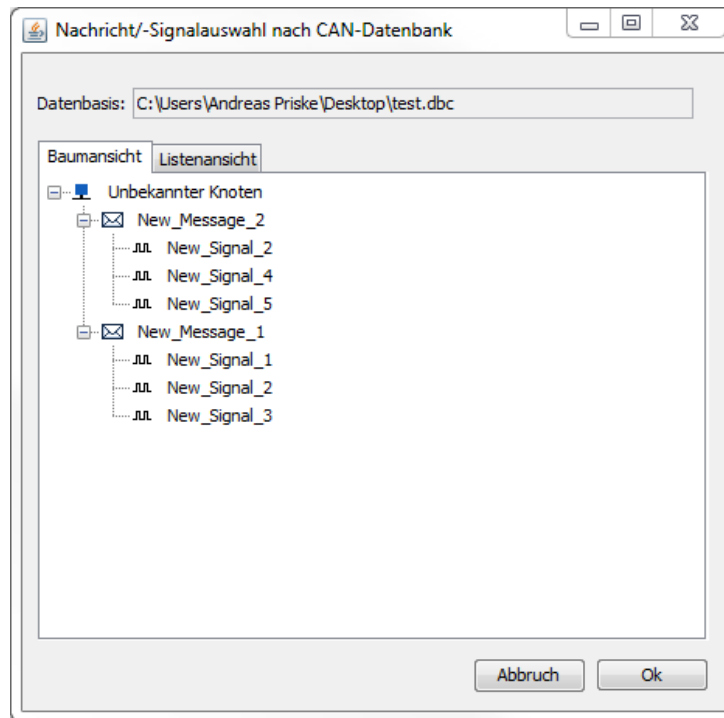 Nachricht/-Signalauswahl nach CAN-Datenbank
Datenbasis: C:\Users\Andreas Priske\Desktop\test.dbc
Baumansicht Listenansicht
Unbekannter Knoten
New_Message_2
New_Signal_2
New_Signal_4
New_Signal_5
New_Message_1
New_Signal_1
New_Signal_2
New_Signal_3
Abbruch Ok